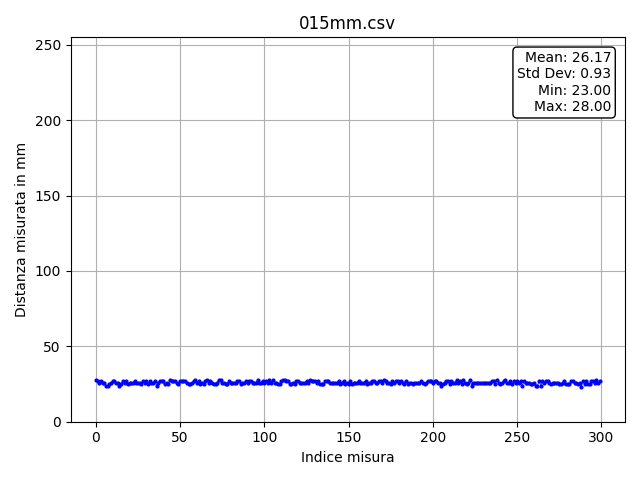 015mm.csv
Mean: 26.17
Std Dev: 0.93
Min: 23.00
Max: 28.00
Distanza misurata in mm
250
200
150
100
50
0
0 50 100 150 200 250 300
Indice misura